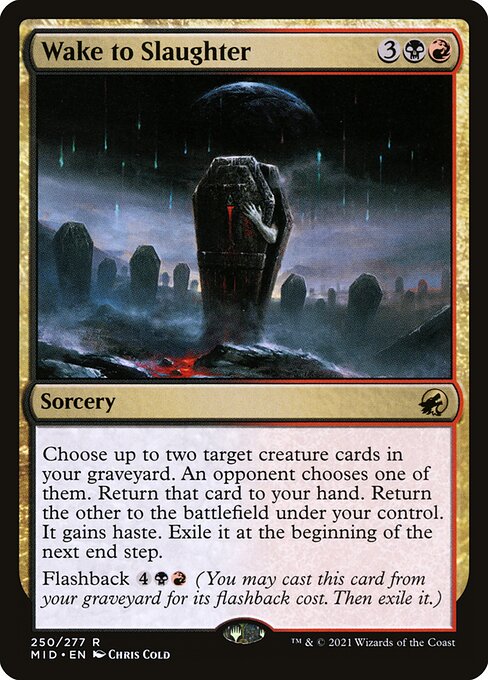 Wake to Slaughter 3
Sorcery
Choose up to two target creature cards in
your graveyard. An opponent chooses one of
them. Return that card to your hand. Return
the other to the battlefield under your control.
It gains haste. Exile it at the beginning of the
next end step.
Flashback 4 (You may cast this card from
your graveyard for its flashback cost. Then exile it.)
250/277 R
™ & © 2021 Wizards of the Coast
MID • EN Chris Cold